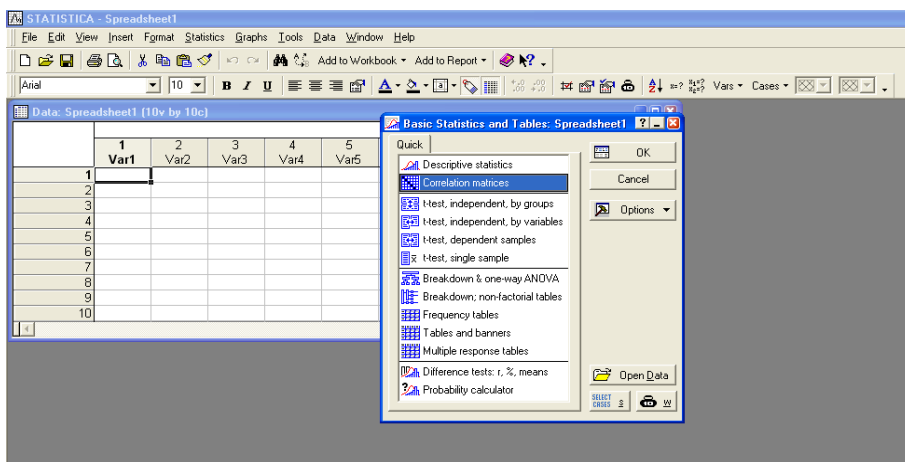 STATISTICA - Spreadsheet1
File Edit View Insert Format Statistics Graphs Tools Data Window Help
Add to Workbook Add to Report
Arial 10 B I U Vars Cases
Data: Spreadsheet1 (10v by 10c)
1 2 3 4 5
Var1 Var2 Var3 Var4 Var5
1
2
3
4
5
6
7
8
9
10
Basic Statistics and Tables: Spreadsheet1
Quick
Descriptive statistics
Correlation matrices
t-test, independent, by groups
t-test, independent, by variables
t-test, dependent samples
t-test, single sample
Breakdown & one-way ANOVA
Breakdown; non-factorial tables
Frequency tables
Tables and banners
Multiple response tables
Difference tests: r, %, means
Probability calculator
OK
Cancel
Options
Open Data
SELECT CASES S W